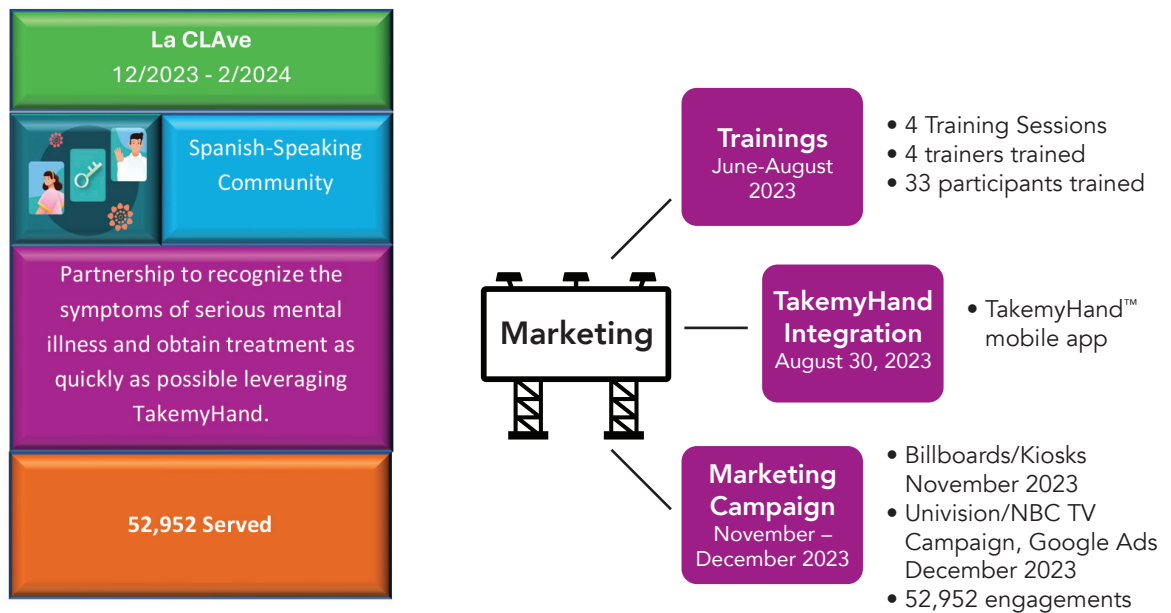 La CLAve
12/2023 - 2/2024
Spanish-Speaking
Community
Partnership to recognize the
symptoms of serious mental
illness and obtain treatment as
quickly as possible leveraging
TakemyHand.
52,952 Served
Marketing
Trainings
June-August
2023
• 4 Training Sessions
• 4 trainers trained
• 33 participants trained
TakemyHand
Integration
August 30, 2023
• TakemyHand™
mobile app
Marketing
Campaign
November –
December 2023
• Billboards/Kiosks
November 2023
• Univision/NBC TV
Campaign, Google Ads
December 2023
• 52,952 engagements